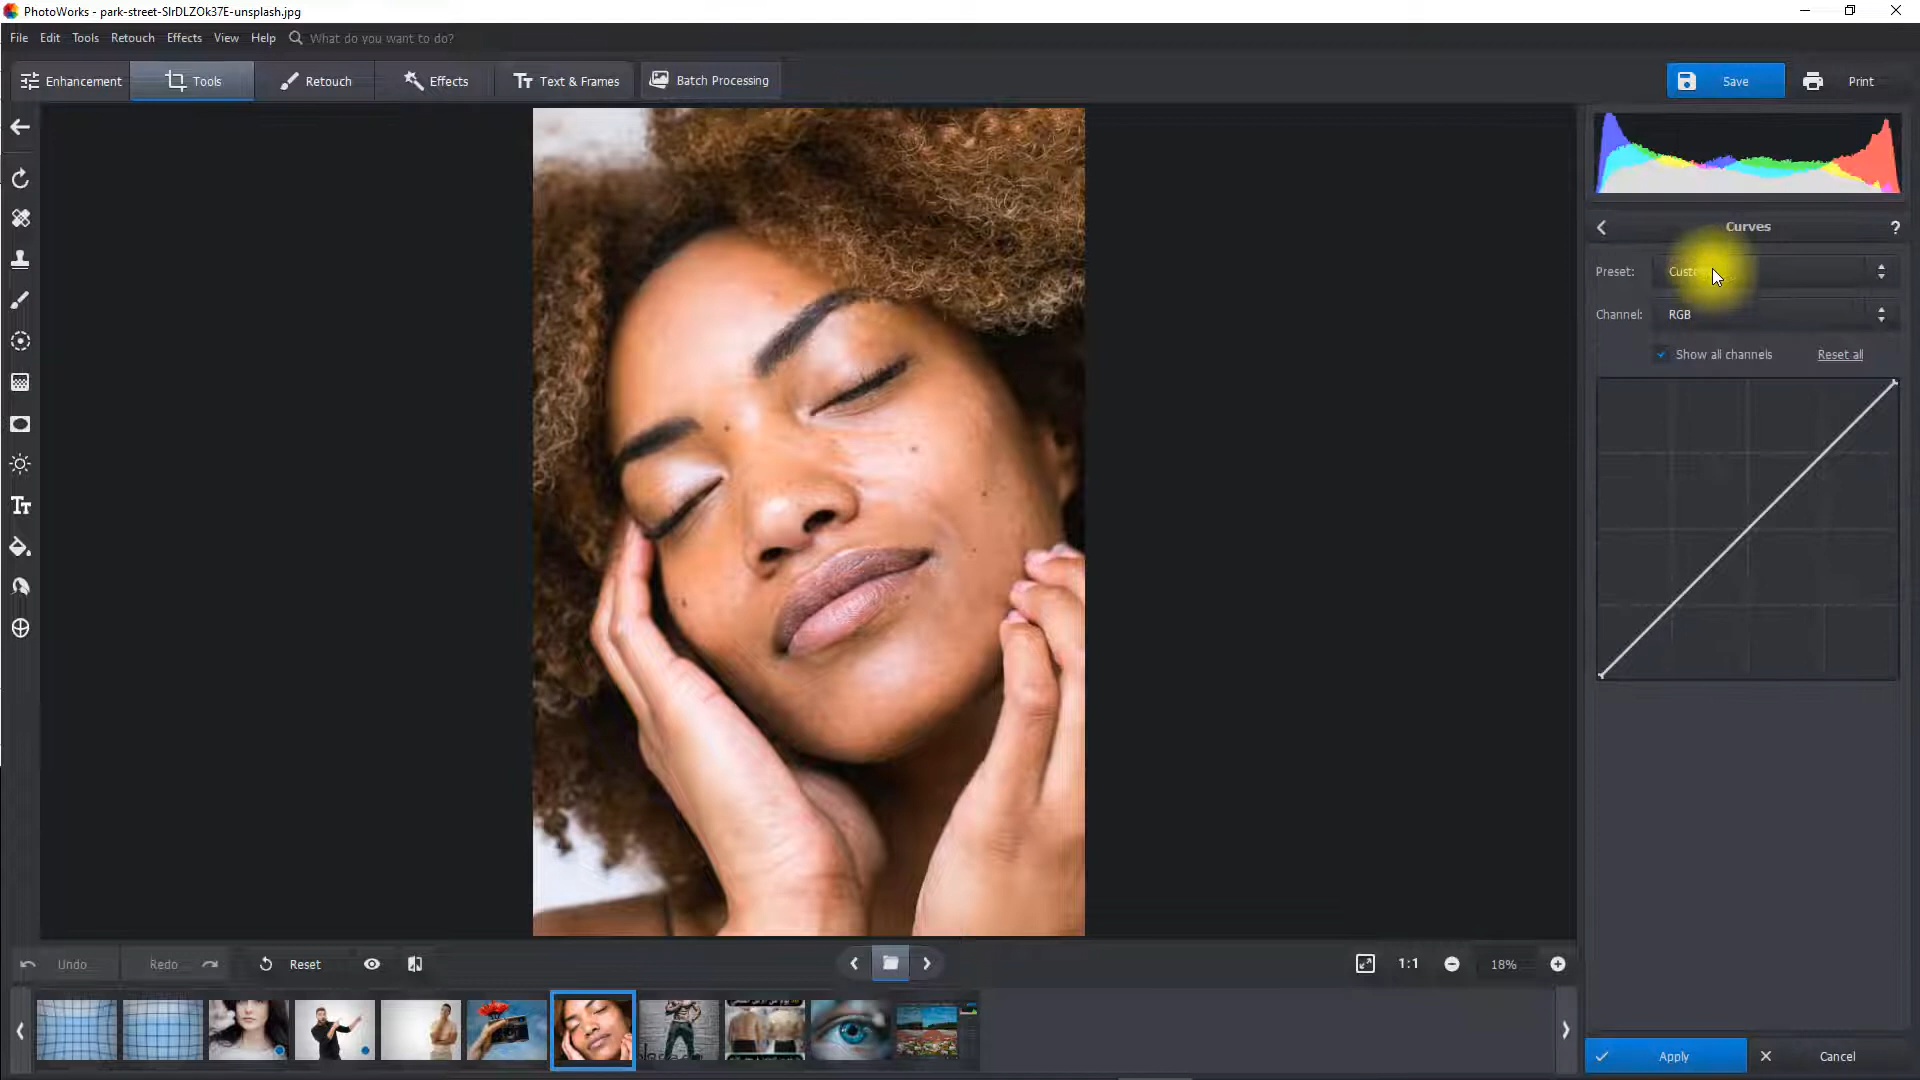 PhotoWorks - park-street-SlrDLZOk37E-unsplash.jpg
File Edit Tools Retouch Effects View Help What do you want to do?
Enhancement Tools Retouch Effects Text & Frames Batch Processing Save Print
Curves ?
Preset: Custom
Channel: RGB
Show all channels Reset all
Undo Redo Reset 1:1 18%
Apply Cancel